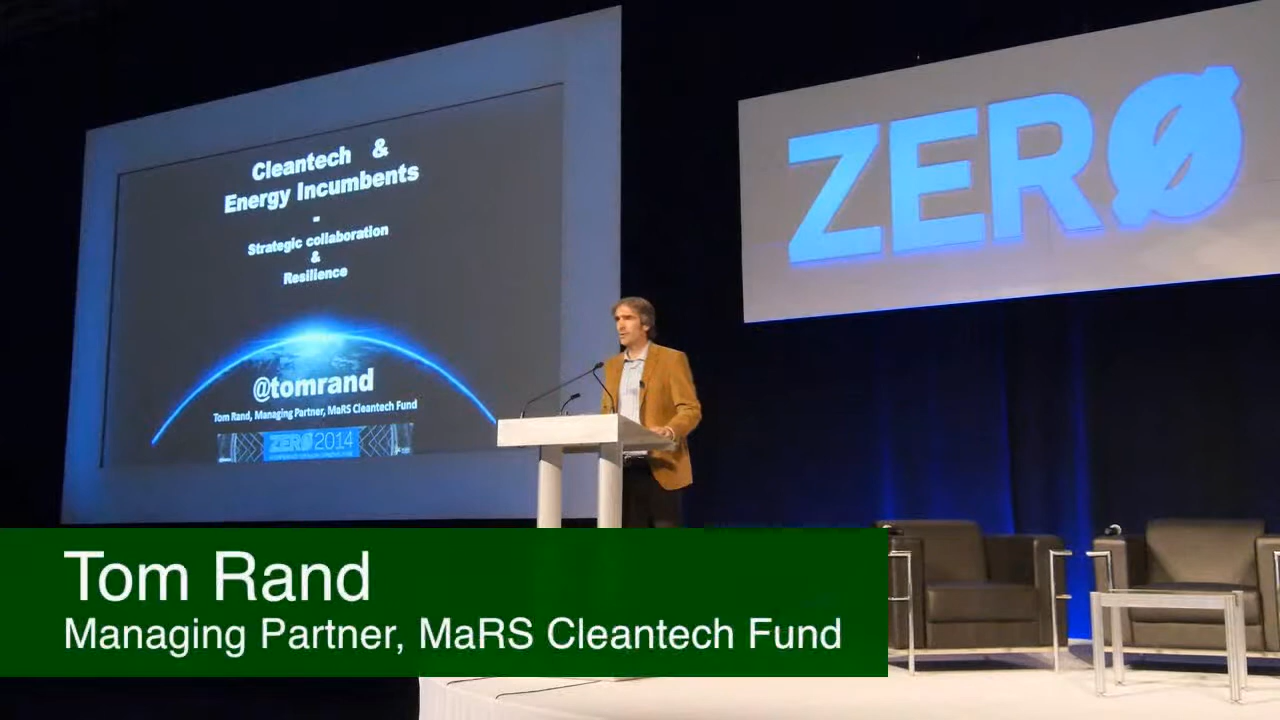 Cleantech &
Energy Incumbents
-
Strategic collaboration
&
Resilience
@tomrand
Tom Rand, Managing Partner, MaRS Cleantech Fund
ZERØ2014
ZERØ
Tom Rand
Managing Partner, MaRS Cleantech Fund